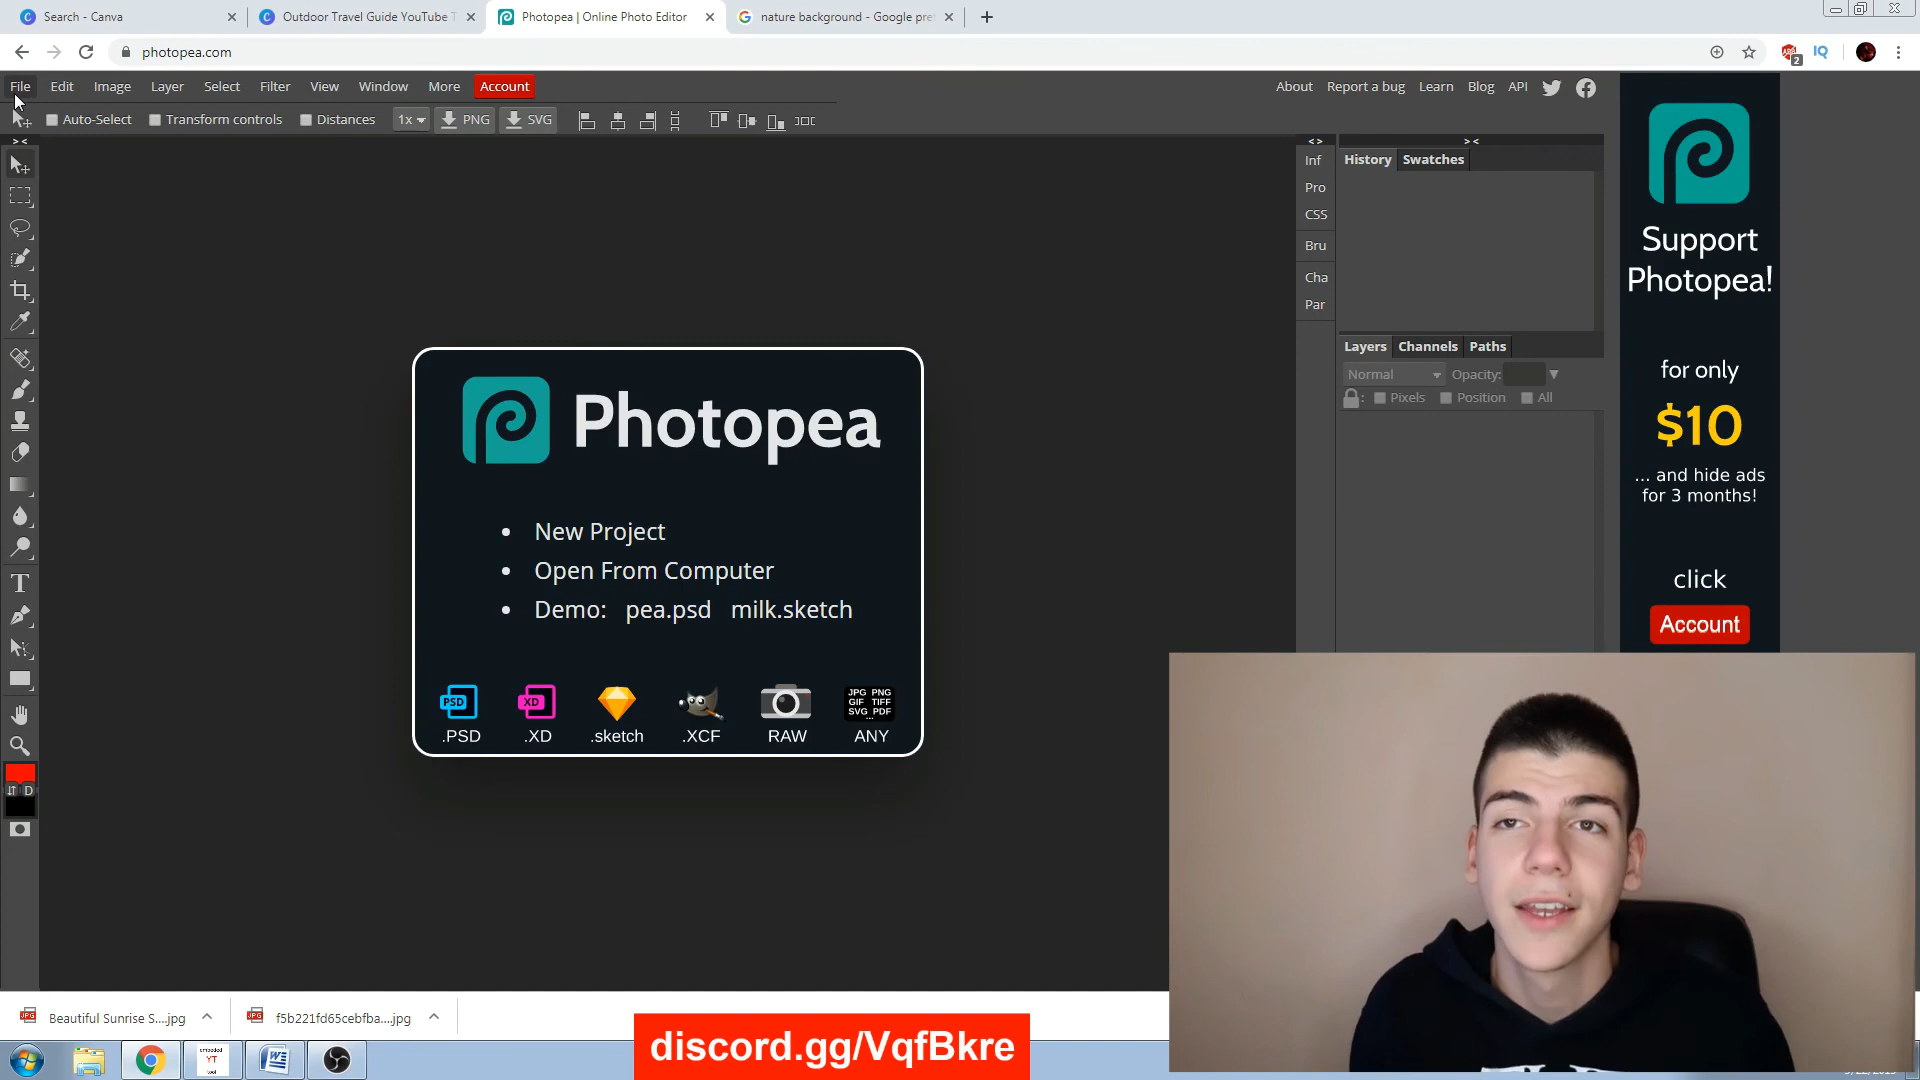 Search - Canva
Outdoor Travel Guide YouTube T
Photopea | Online Photo Editor
nature background - Google pre
photopea.com
2
IQ
File Edit Image Layer Select Filter View Window More Account
About Report a bug Learn Blog API
Auto-Select Transform controls Distances 1x PNG SVG
> <
< >
> <
Inf
Pro
CSS
Bru
Cha
Par
History Swatches
Layers Channels Paths
Normal Opacity:
: Pixels Position All
T
D
Photopea
New Project
Open From Computer
Demo: pea.psd milk.sketch
PSD
XD
JPG PNG
GIF TIFF
SVG PDF
...
.PSD .XD .sketch .XCF RAW ANY
Support
Photopea!
for only
$10
... and hide ads
for 3 months!
click
Account
Beautiful Sunrise S....jpg
f5b221fd65cebfba....jpg
YT
tool
discord.gg/VqfBkre